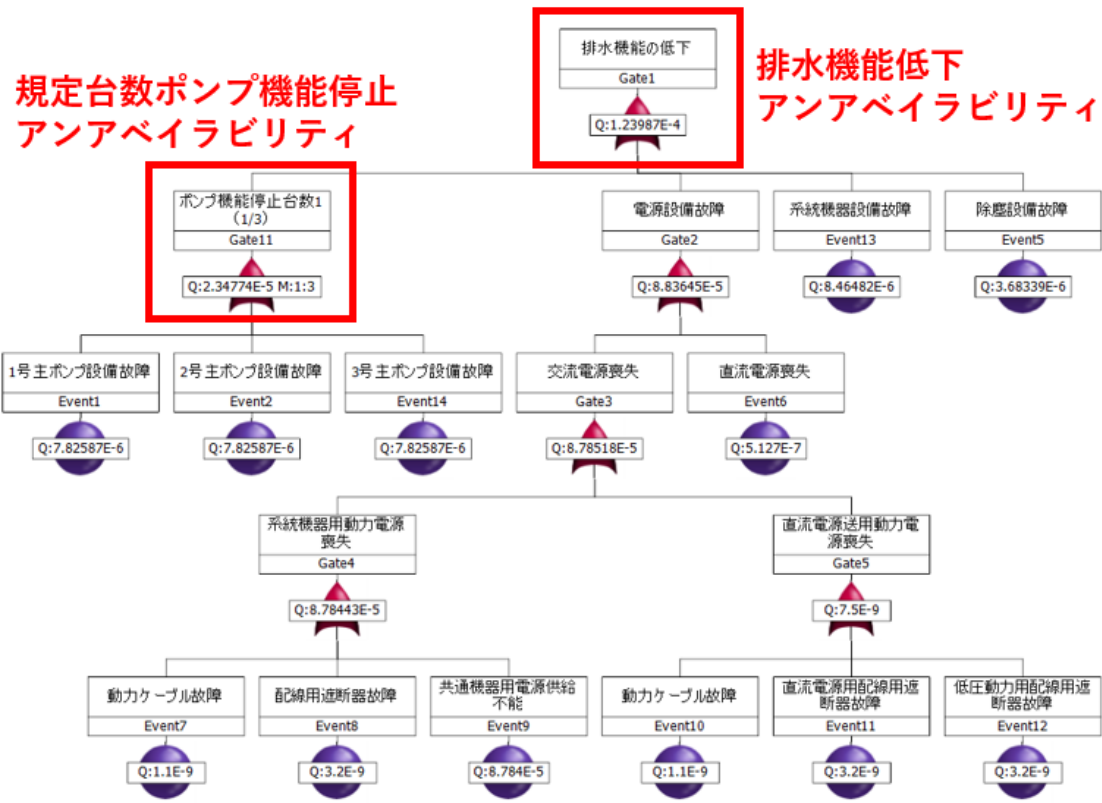 排水機能の低下
Gate1
Q:1.23987E-4
排水機能低下
アンアベイラビリティ
規定台数ポンプ機能停止
アンアベイラビリティ
ポンプ機能停止台数1
(1/3)
Gate11
Q:2.34774E-5 M:1:3
電源設備故障
Gate2
Q:8.83645E-5
系統機器設備故障
Event13
Q:8.46482E-6
除塵設備故障
Event5
Q:3.68339E-6
1号主ポンプ設備故障
Event1
Q:7.82587E-6
2号主ポンプ設備故障
Event2
Q:7.82587E-6
3号主ポンプ設備故障
Event14
Q:7.82587E-6
交流電源喪失
Gate3
Q:8.78518E-5
直流電源喪失
Event6
Q:5.127E-7
系統機器用動力電源
喪失
Gate4
Q:8.78443E-5
直流電源送用動力電
源喪失
Gate5
Q:7.5E-9
動力ケーブル故障
Event7
Q:1.1E-9
配線用遮断器故障
Event8
Q:3.2E-9
共通機器用電源供給
不能
Event9
Q:8.784E-5
動力ケーブル故障
Event10
Q:1.1E-9
直流電源用配線用遮
断器故障
Event11
Q:3.2E-9
低圧動力用配線用遮
断器故障
Event12
Q:3.2E-9